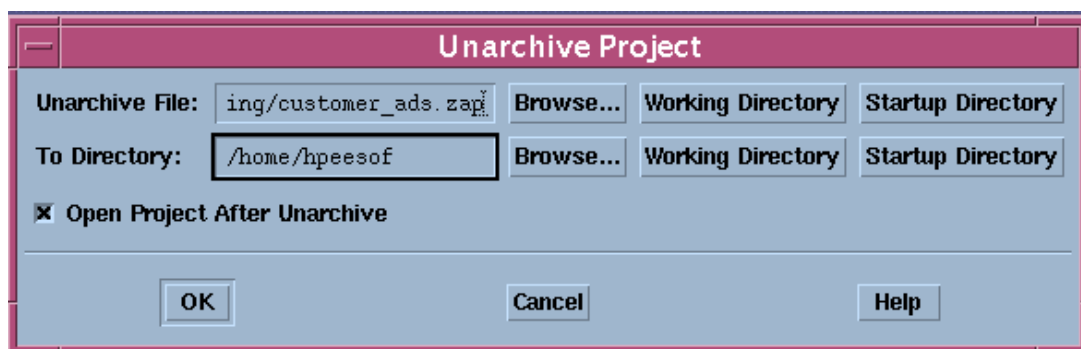 Unarchive Project
Unarchive File: ing/customer_ads.zap Browse... Working Directory Startup Directory
To Directory: /home/hpeesof Browse... Working Directory Startup Directory
Open Project After Unarchive
OK Cancel Help